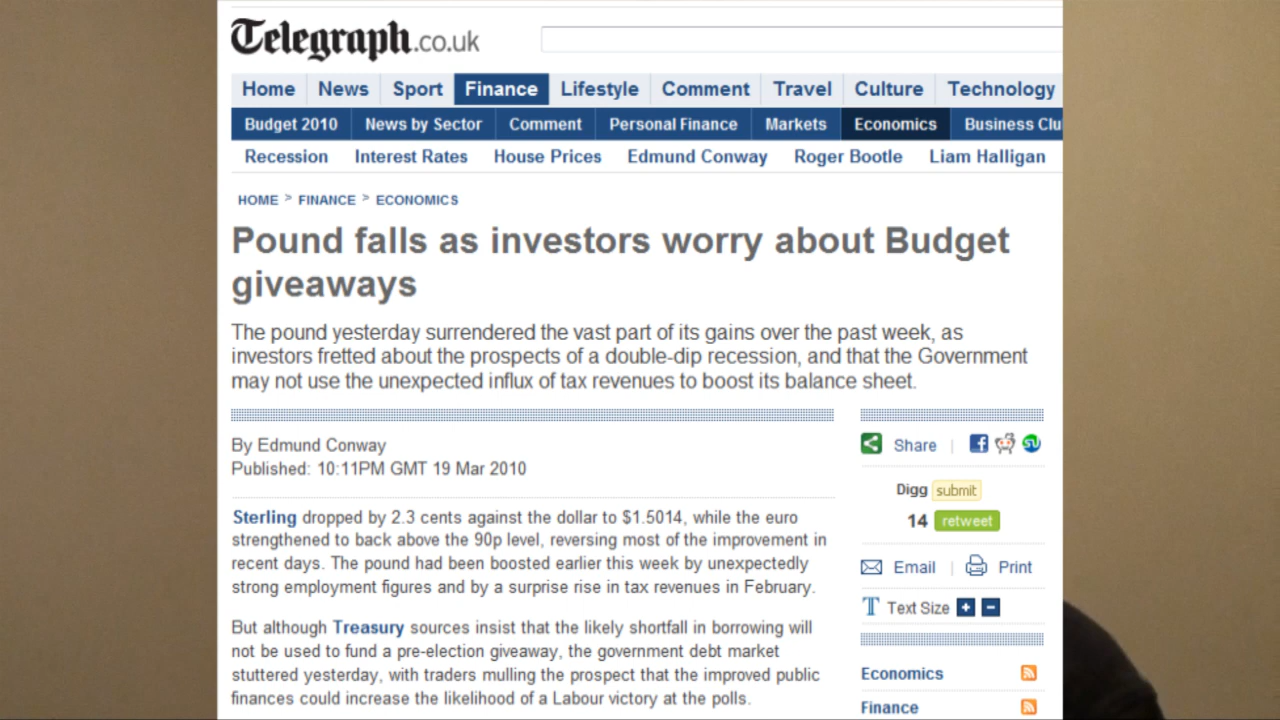 Telegraph.co.uk
Home News Sport Finance Lifestyle Comment Travel Culture Technology
Budget 2010 News by Sector Comment Personal Finance Markets Economics Business Clu
Recession Interest Rates House Prices Edmund Conway Roger Bootle Liam Halligan
HOME > FINANCE > ECONOMICS
Pound falls as investors worry about Budget
giveaways
The pound yesterday surrendered the vast part of its gains over the past week, as
investors fretted about the prospects of a double-dip recession, and that the Government
may not use the unexpected influx of tax revenues to boost its balance sheet.
By Edmund Conway
Published: 10:11PM GMT 19 Mar 2010
Sterling dropped by 2.3 cents against the dollar to $1.5014, while the euro
strengthened to back above the 90p level, reversing most of the improvement in
recent days. The pound had been boosted earlier this week by unexpectedly
strong employment figures and by a surprise rise in tax revenues in February.
But although Treasury sources insist that the likely shortfall in borrowing will
not be used to fund a pre-election giveaway, the government debt market
stuttered yesterday, with traders mulling the prospect that the improved public
finances could increase the likelihood of a Labour victory at the polls.
Share |
Digg submit
14 retweet
Email | Print
T Text Size + -
Economics
Finance